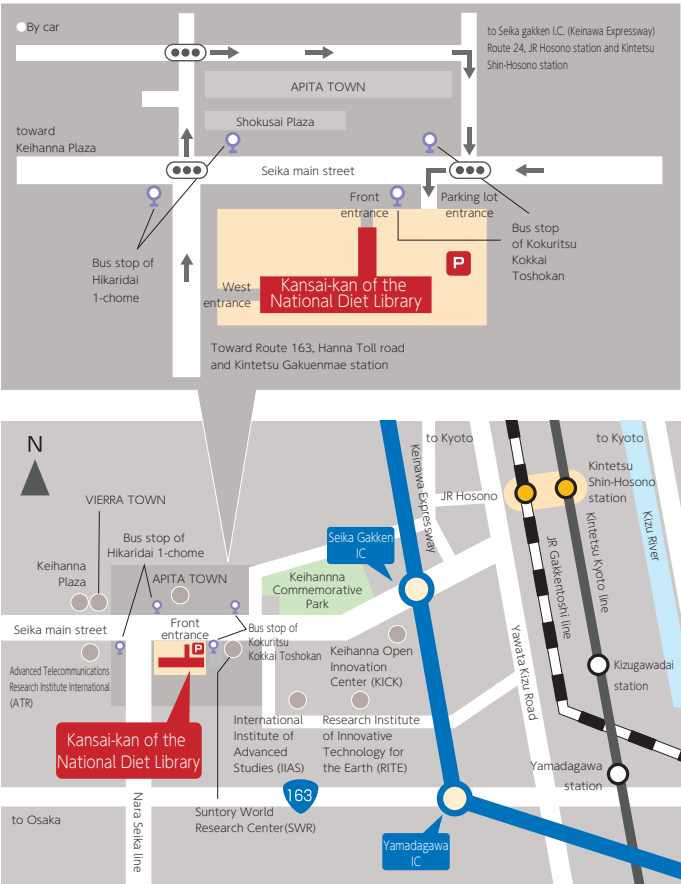 By car
to Seika gakken I.C. (Keinawa Expressway)
Route 24, JR Hosono station and Kintetsu
Shin-Hosono station
APITA TOWN
Shokusai Plaza
toward
Keihanna Plaza
Seika main street
Front
entrance
Parking lot
entrance
Bus stop
of Kokuritsu
Kokkai
Toshokan
Bus stop of
Hikaridai
1-chome
P
West
entrance
Kansai-kan of the
National Diet Library
Toward Route 163, Hanna Toll road
and Kintetsu Gakuenmae station
N
to Kyoto
to Kyoto
Keinawa Expressway
Kintetsu
Shin-Hosono
station
JR Hosono
VIERRA TOWN
Bus stop of
Hikaridai 1-chome
Seika Gakken
IC
Kizu River
JR Gakkentoshi line
Kintetsu Kyoto line
Keihanna
Plaza
APITA TOWN
Keihannna
Commemorative
Park
Seika main street
Front
entrance
Bus stop of
Kokuritsu
Kokkai Toshokan
P
Yawata Kizu Road
Keihanna Open
Innovation
Center (KICK)
Advanced Telecommunications
Research Institute International
(ATR)
Kizugawadai
station
International
Institute of
Advanced
Studies (IIAS)
Research Institute
of Innovative
Technology for
the Earth (RITE)
Kansai-kan of the
National Diet Library
Yamadagawa
station
163
Nara Seika line
Suntory World
Research Center(SWR)
to Osaka
Yamadagawa
IC